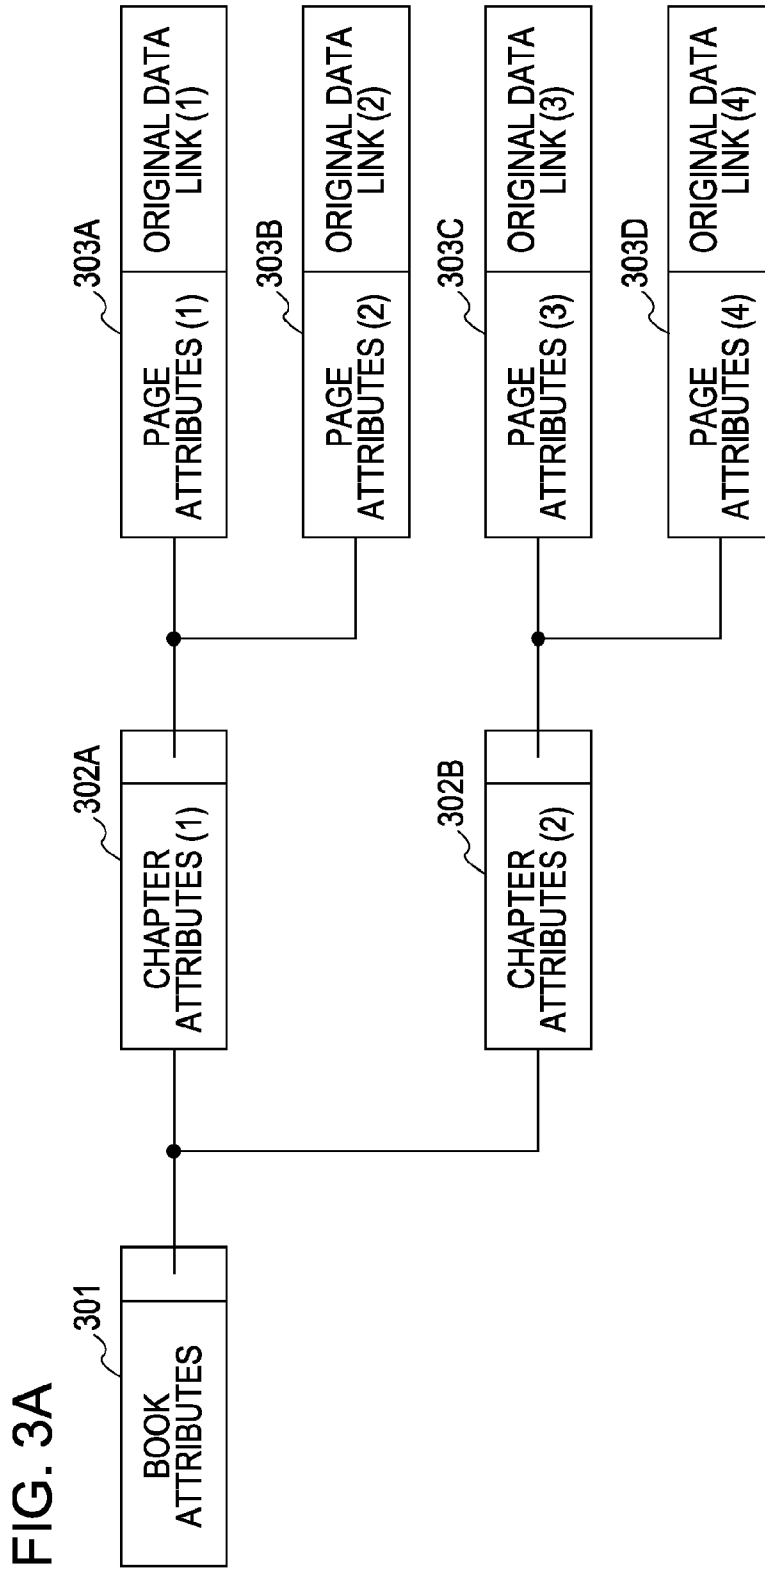 FIG. 3A
301
BOOK
ATTRIBUTES
302A
CHAPTER
ATTRIBUTES (1)
302B
CHAPTER
ATTRIBUTES (2)
303A
PAGE
ATTRIBUTES (1)
ORIGINAL DATA
LINK (1)
303B
PAGE
ATTRIBUTES (2)
ORIGINAL DATA
LINK (2)
303C
PAGE
ATTRIBUTES (3)
ORIGINAL DATA
LINK (3)
303D
PAGE
ATTRIBUTES (4)
ORIGINAL DATA
LINK (4)